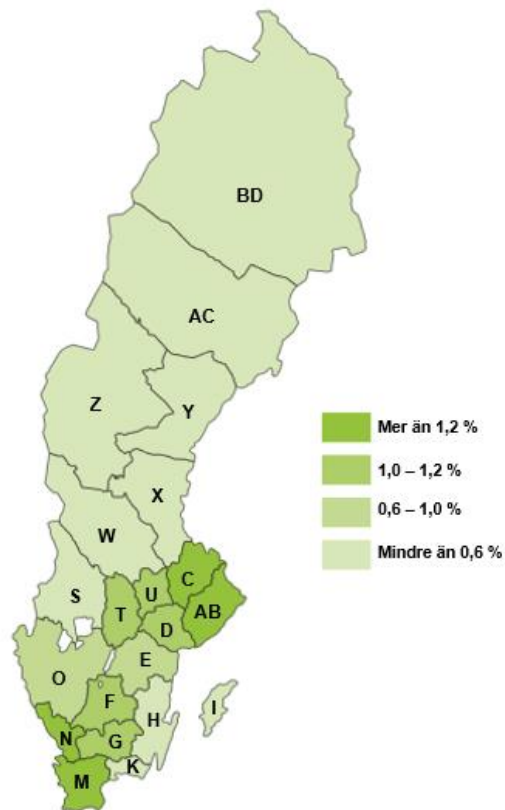 BD
AC
Z
Y
X
W
S
T
U
C
AB
D
O
E
F
H
I
N
G
K
M
Mer än 1,2 %
1,0 – 1,2 %
0,6 – 1,0 %
Mindre än 0,6 %